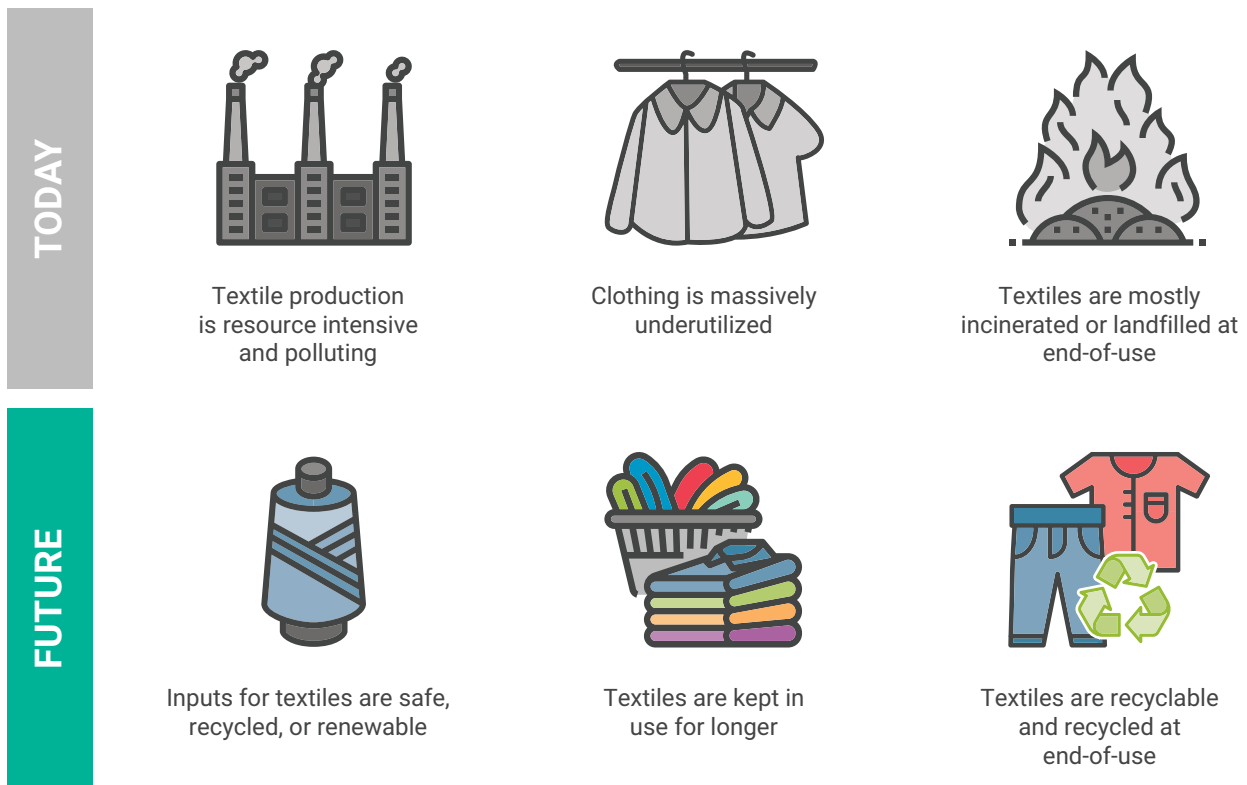 TODAY
Textile production
is resource intensive
and polluting
Clothing is massively
underutilized
Textiles are mostly
incinerated or landfilled at
end-of-use
FUTURE
Inputs for textiles are safe,
recycled, or renewable
Textiles are kept in
use for longer
Textiles are recyclable
and recycled at
end-of-use